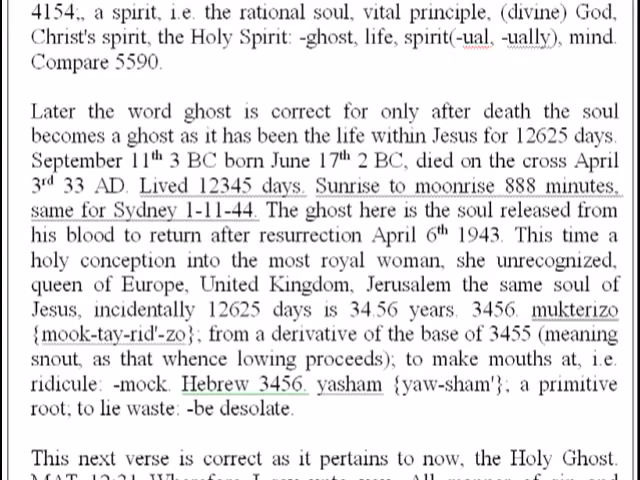 4154;, a spirit, i.e. the rational soul, vital principle, (divine) God,
Christ's spirit, the Holy Spirit: -ghost, life, spirit(-ual, -ually), mind.
Compare 5590.
Later the word ghost is correct for only after death the soul
becomes a ghost as it has been the life within Jesus for 12625 days.
September 11th 3 BC born June 17th 2 BC, died on the cross April
3rd 33 AD. Lived 12345 days. Sunrise to moonrise 888 minutes,
same for Sydney 1-11-44. The ghost here is the soul released from
his blood to return after resurrection April 6th 1943. This time a
holy conception into the most royal woman, she unrecognized,
queen of Europe, United Kingdom, Jerusalem the same soul of
Jesus, incidentally 12625 days is 34.56 years. 3456. mukterizo
{mook-tay-rid'-zo}; from a derivative of the base of 3455 (meaning
snout, as that whence lowing proceeds); to make mouths at, i.e.
ridicule: -mock. Hebrew 3456. yasham {yaw-sham'}; a primitive
root; to lie waste: -be desolate.
This next verse is correct as it pertains to now, the Holy Ghost.